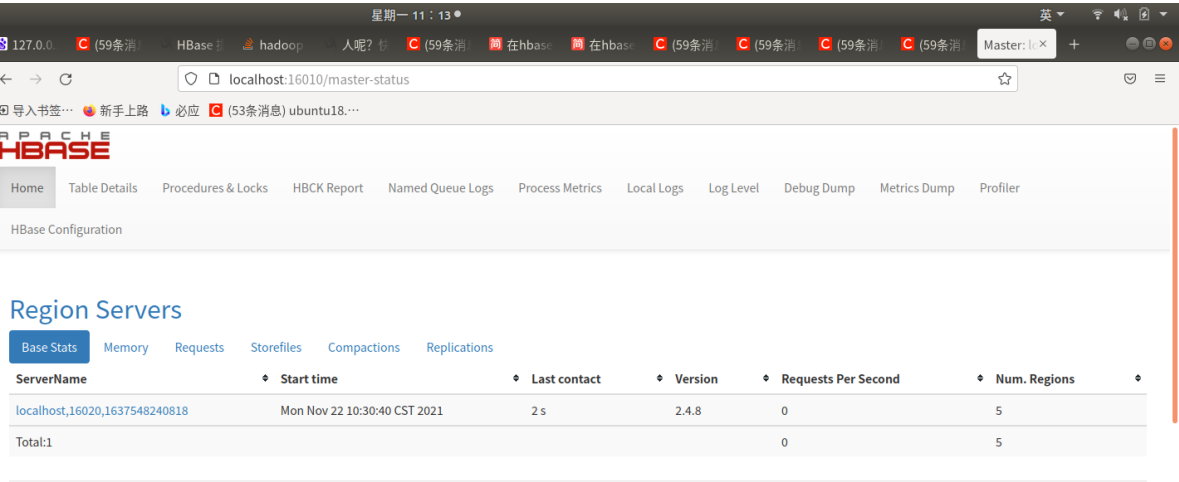 星期一 11：13
英
127.0.0. (59条消 HBase hadoop 人呢？ (59条消 在hbase 在hbase (59条消 (59条消 (59条消 (59条消 Master: lo
localhost:16010/master-status
导入书签… 新手上路 必应 (53条消息) ubuntu18.…
APACHE
HBASE
Home Table Details Procedures & Locks HBCK Report Named Queue Logs Process Metrics Local Logs Log Level Debug Dump Metrics Dump Profiler
HBase Configuration
Region Servers
Base Stats Memory Requests Storefiles Compactions Replications
ServerName Start time Last contact Version Requests Per Second Num. Regions
localhost,16020,1637548240818 Mon Nov 22 10:30:40 CST 2021 2 s 2.4.8 0 5
Total:1 0 5